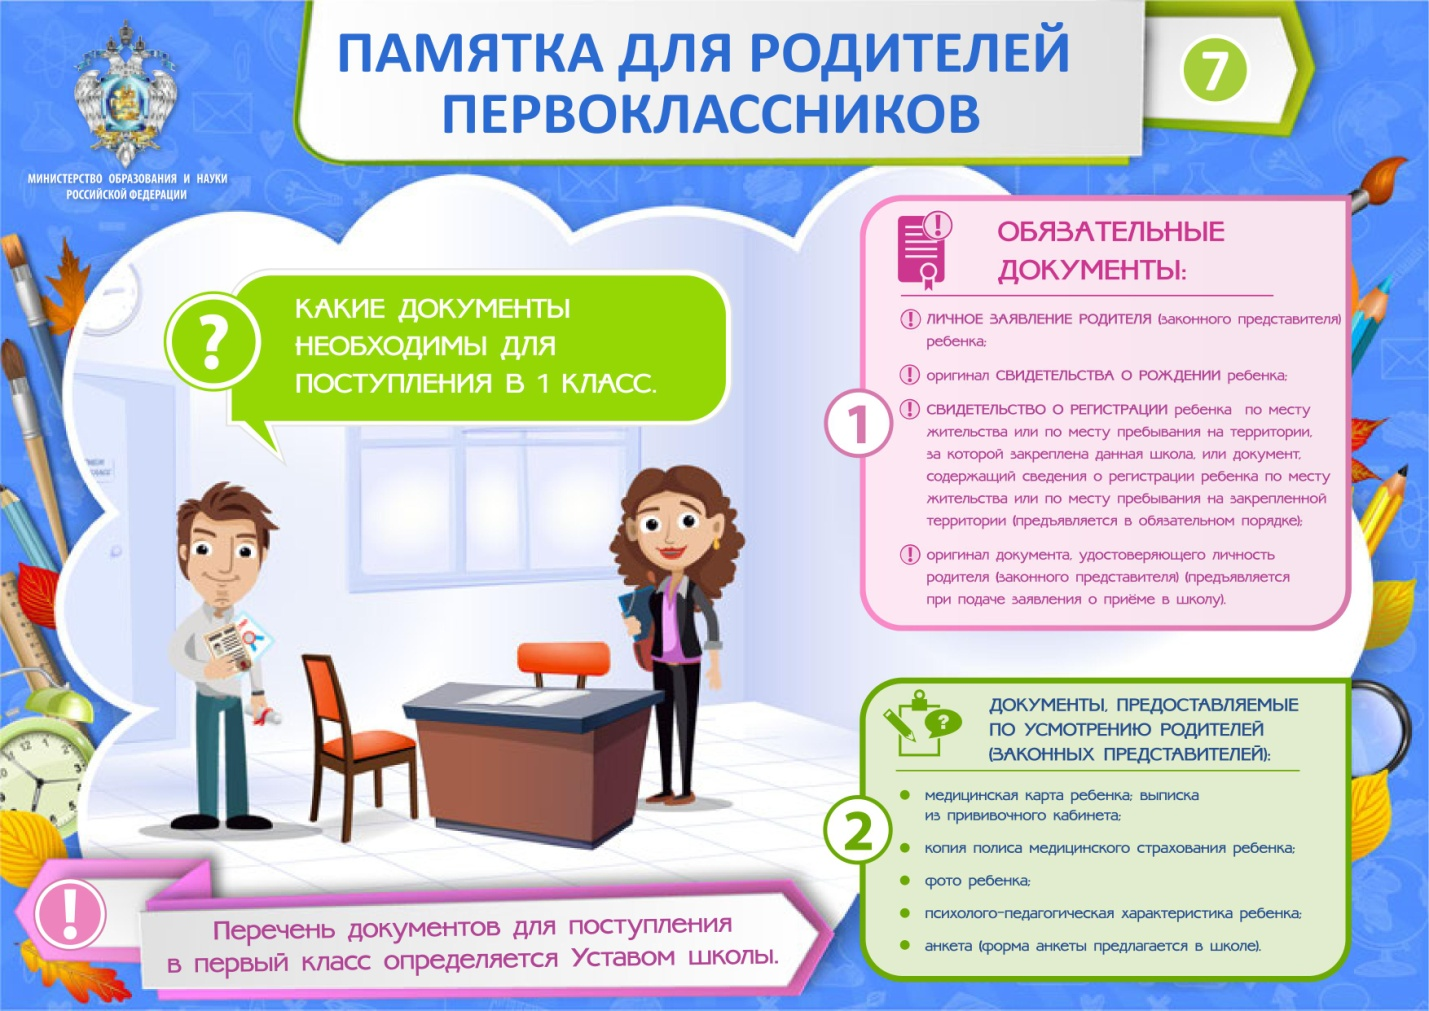 ПАМЯТКА ДЛЯ РОДИТЕЛЕЙ
ПЕРВОКЛАССНИКОВ
7
МИНИСТЕРСТВО ОБРАЗОВАНИЯ И НАУКИ
РОССИЙСКОЙ ФЕДЕРАЦИИ
?
КАКИЕ ДОКУМЕНТЫ
НЕОБХОДИМЫ ДЛЯ
ПОСТУПЛЕНИЯ В 1 КЛАСС.
1
ОБЯЗАТЕЛЬНЫЕ
ДОКУМЕНТЫ:
ЛИЧНОЕ ЗАЯВЛЕНИЕ РОДИТЕЛЯ (законного представителя)
ребенка;
оригинал СВИДЕТЕЛЬСТВА О РОЖДЕНИИ ребенка;
СВИДЕТЕЛЬСТВО О РЕГИСТРАЦИИ ребенка по месту
жительства или по месту пребывания на территории,
за которой закреплена данная школа, или документ,
содержащий сведения о регистрации ребенка по месту
жительства или по месту пребывания на закрепленной
территории (предъявляется в обязательном порядке);
оригинал документа, удостоверяющего личность
родителя (законного представителя) (предъявляется
при подаче заявления о приёме в школу).
2
ДОКУМЕНТЫ, ПРЕДОСТАВЛЯЕМЫЕ
ПО УСМОТРЕНИЮ РОДИТЕЛЕЙ
(ЗАКОННЫХ ПРЕДСТАВИТЕЛЕЙ):
медицинская карта ребенка; выписка
из прививочного кабинета;
копия полиса медицинского страхования ребенка;
фото ребенка;
психолого-педагогическая характеристика ребенка;
анкета (форма анкеты предлагается в школе).
!
Перечень документов для поступления
в первый класс определяется Уставом школы.